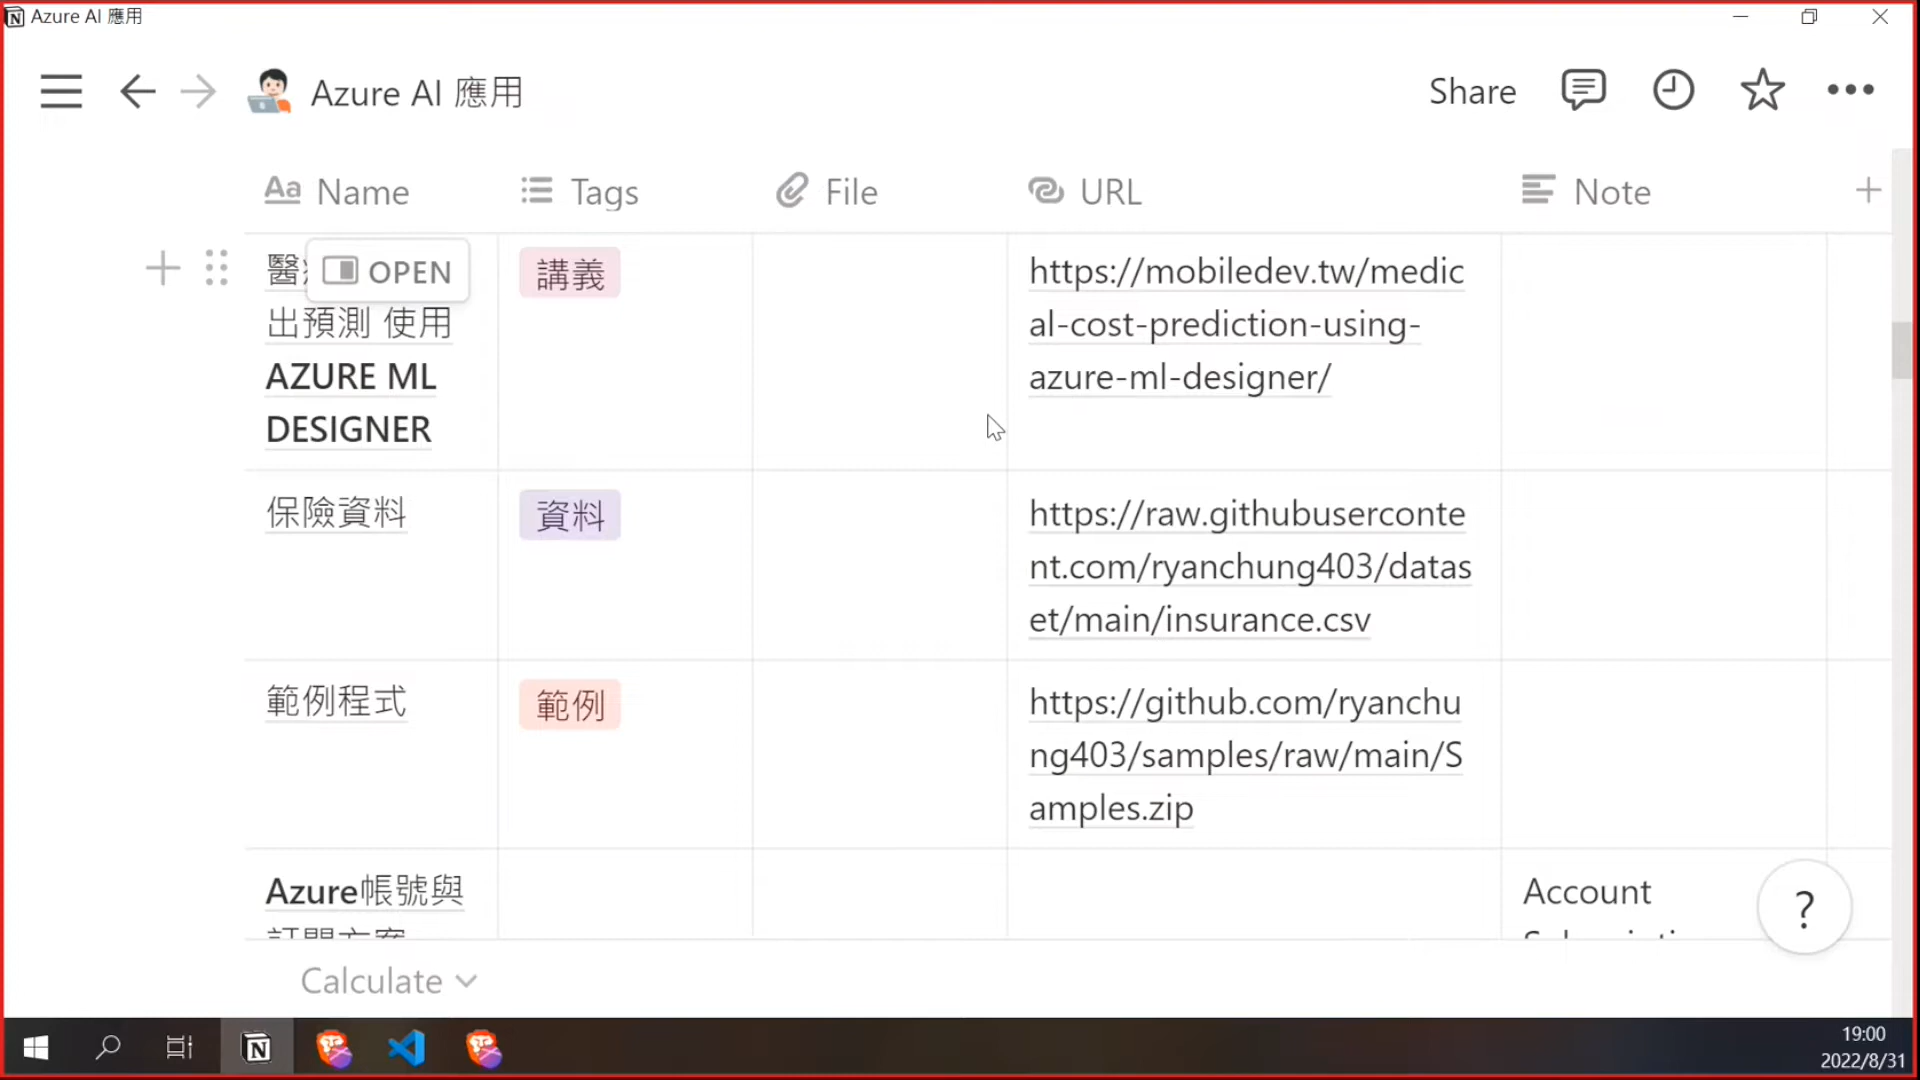 Azure AI 應用
Azure AI 應用
Share
Name
Tags
File
URL
Note
醫
OPEN
出預測 使用
AZURE ML
DESIGNER
講義
https://mobiledev.tw/medic
al-cost-prediction-using-
azure-ml-designer/
保險資料
資料
https://raw.githubuserconte
nt.com/ryanchung403/datas
et/main/insurance.csv
範例程式
範例
https://github.com/ryanchu
ng403/samples/raw/main/S
amples.zip
Azure帳號與
Account
?
Calculate
19:00
2022/8/31